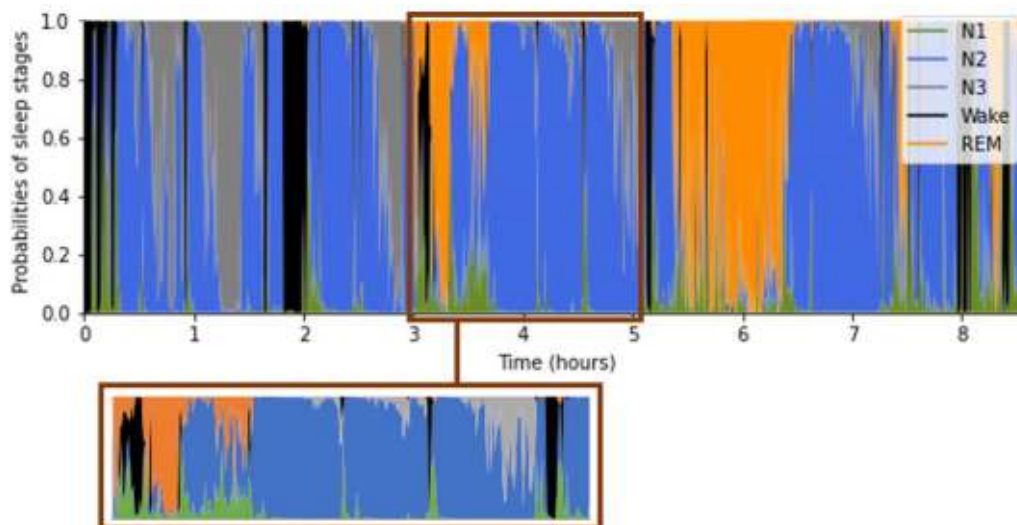 Probabilities of sleep stages
1.0
0.8
0.6
0.4
0.2
0.0
N1
N2
N3
Wake
REM
0 1 2 3 4 5 6 7 8
Time (hours)